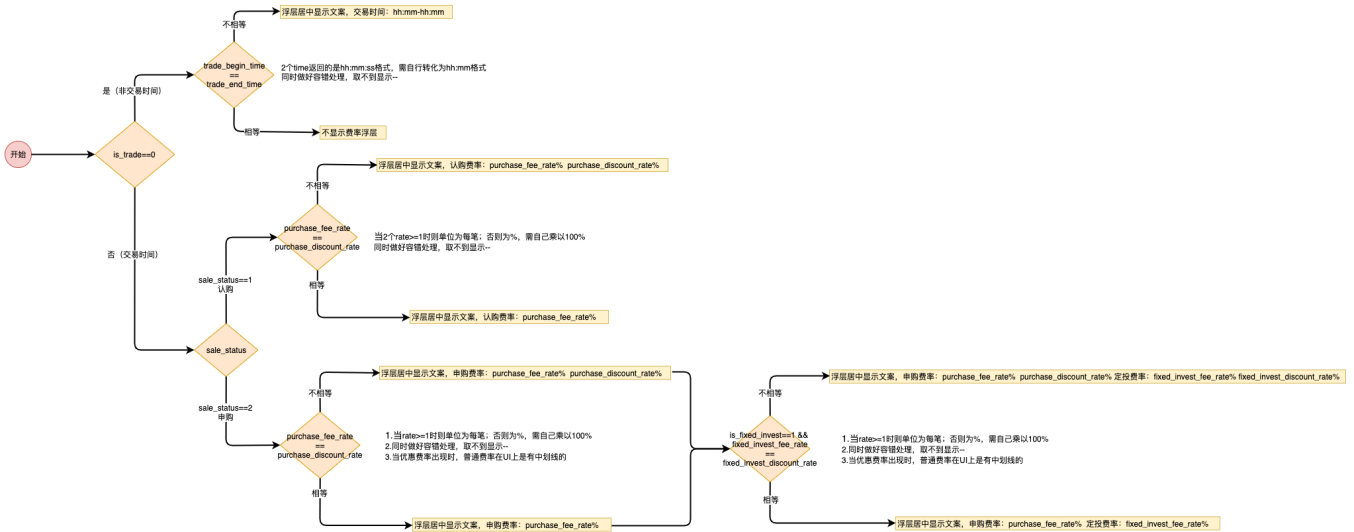 开始
is_trade==0
是（非交易时间）
trade_begin_time
==
trade_end_time
不相等
浮层居中显示文案，交易时间：hh:mm-hh:mm
2个time返回的是hh:mm:ss格式，需自行转化为hh:mm格式
同时做好容错处理，取不到显示--
相等
不显示费率浮层
否（交易时间）
sale_status
sale_status==1
认购
purchase_fee_rate
==
purchase_discount_rate
不相等
浮层居中显示文案，认购费率：purchase_fee_rate% purchase_discount_rate%
当2个rate>=1时则单位为每笔；否则为%，需自己乘以100%
同时做好容错处理，取不到显示--
相等
浮层居中显示文案，认购费率：purchase_fee_rate%
sale_status==2
申购
purchase_fee_rate
==
purchase_discount_rate
不相等
浮层居中显示文案，申购费率：purchase_fee_rate% purchase_discount_rate%
1.当rate>=1时则单位为每笔；否则为%，需自己乘以100%
2.同时做好容错处理，取不到显示--
3.当优惠费率出现时，普通费率在UI上是有中划线的
相等
浮层居中显示文案，申购费率：purchase_fee_rate%
is_fixed_invest==1 &&
fixed_invest_fee_rate
==
fixed_invest_discount_rate
不相等
浮层居中显示文案，申购费率：purchase_fee_rate% purchase_discount_rate% 定投费率：fixed_invest_fee_rate% fixed_invest_discount_rate%
1.当rate>=1时则单位为每笔；否则为%，需自己乘以100%
2.同时做好容错处理，取不到显示--
3.当优惠费率出现时，普通费率在UI上是有中划线的
相等
浮层居中显示文案，申购费率：purchase_fee_rate% 定投费率：fixed_invest_fee_rate%